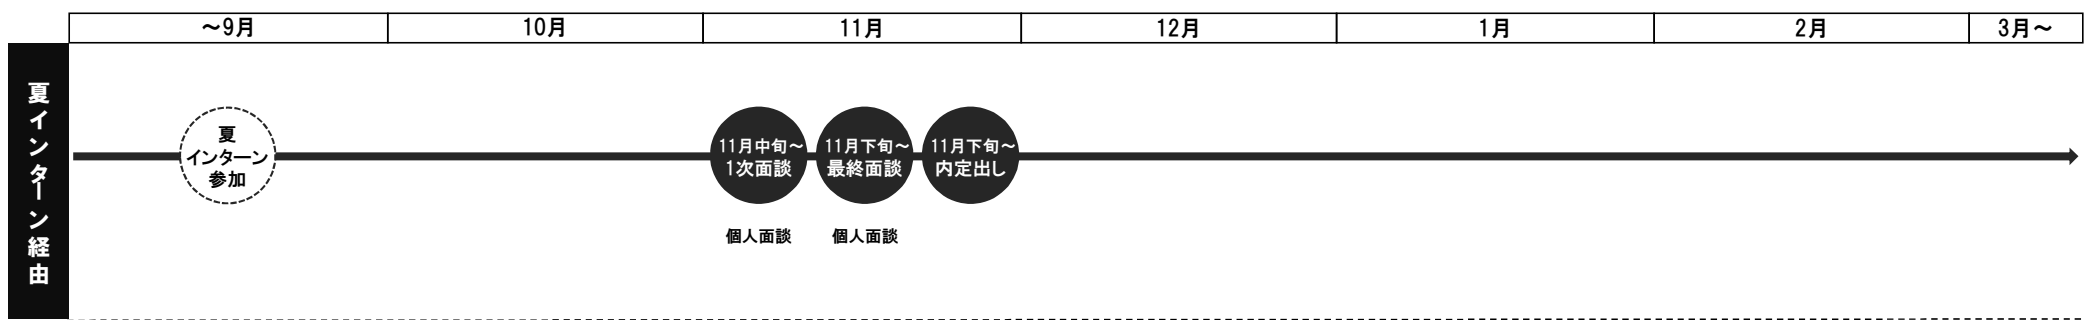 ～9月
10月
11月
12月
1月
2月
3月～
夏インターン経由
夏
インターン
参加
11月中旬～
1次面談
11月下旬～
最終面談
11月下旬～
内定出し
個人面談
個人面談